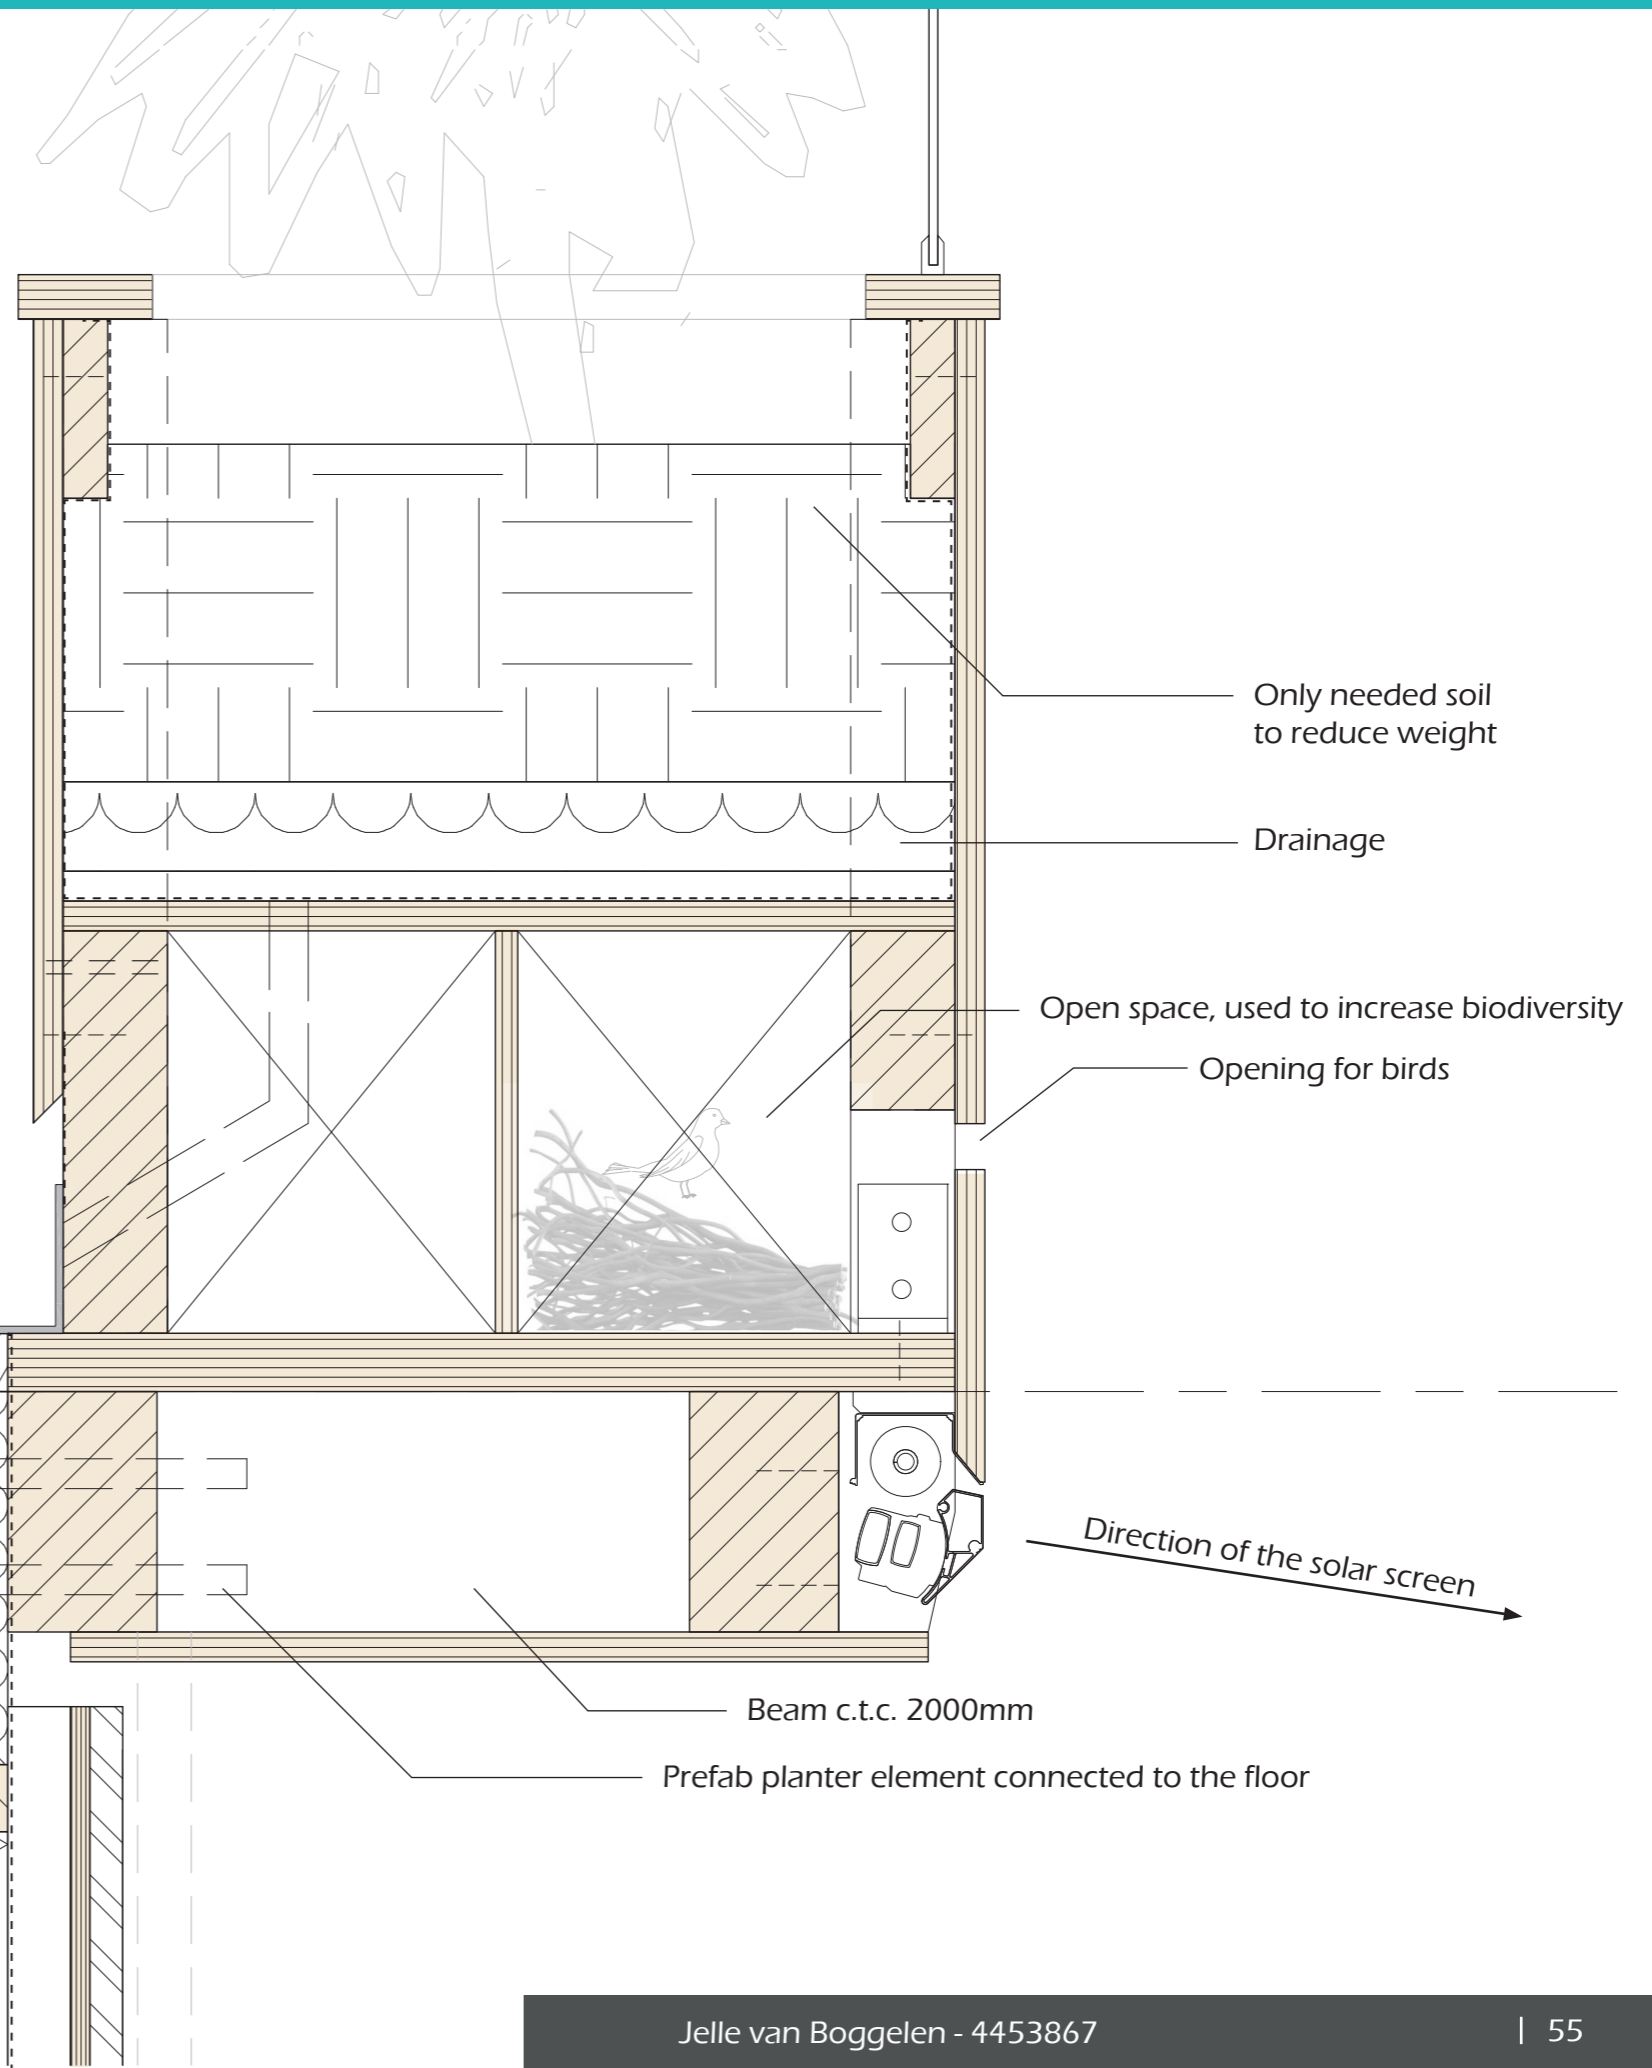 Only needed soil
to reduce weight
Drainage
Open space, used to increase biodiversity
Opening for birds
Direction of the solar screen
Beam c.t.c. 2000mm
Prefab planter element connected to the floor
Jelle van Boggelen - 4453867
| 55